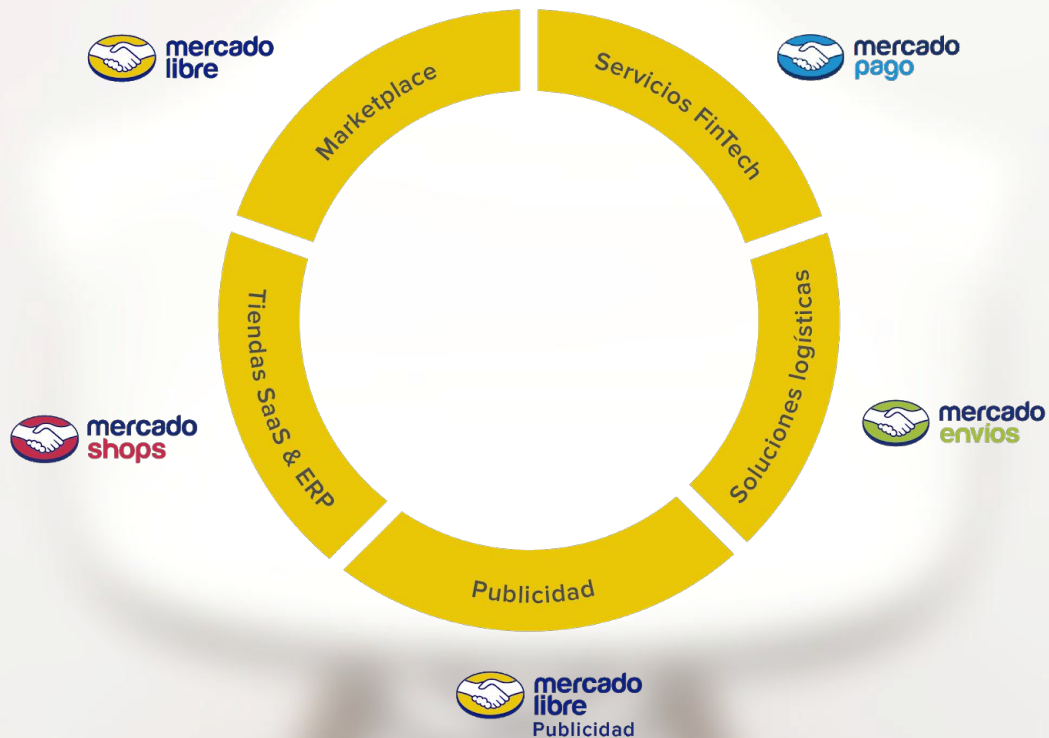 mercado
libre
Marketplace
Servicios FinTech
mercado
pago
Tiendas SaaS & ERP
Soluciones logísticas
mercado
shops
mercado
envíos
Publicidad
mercado
libre
Publicidad